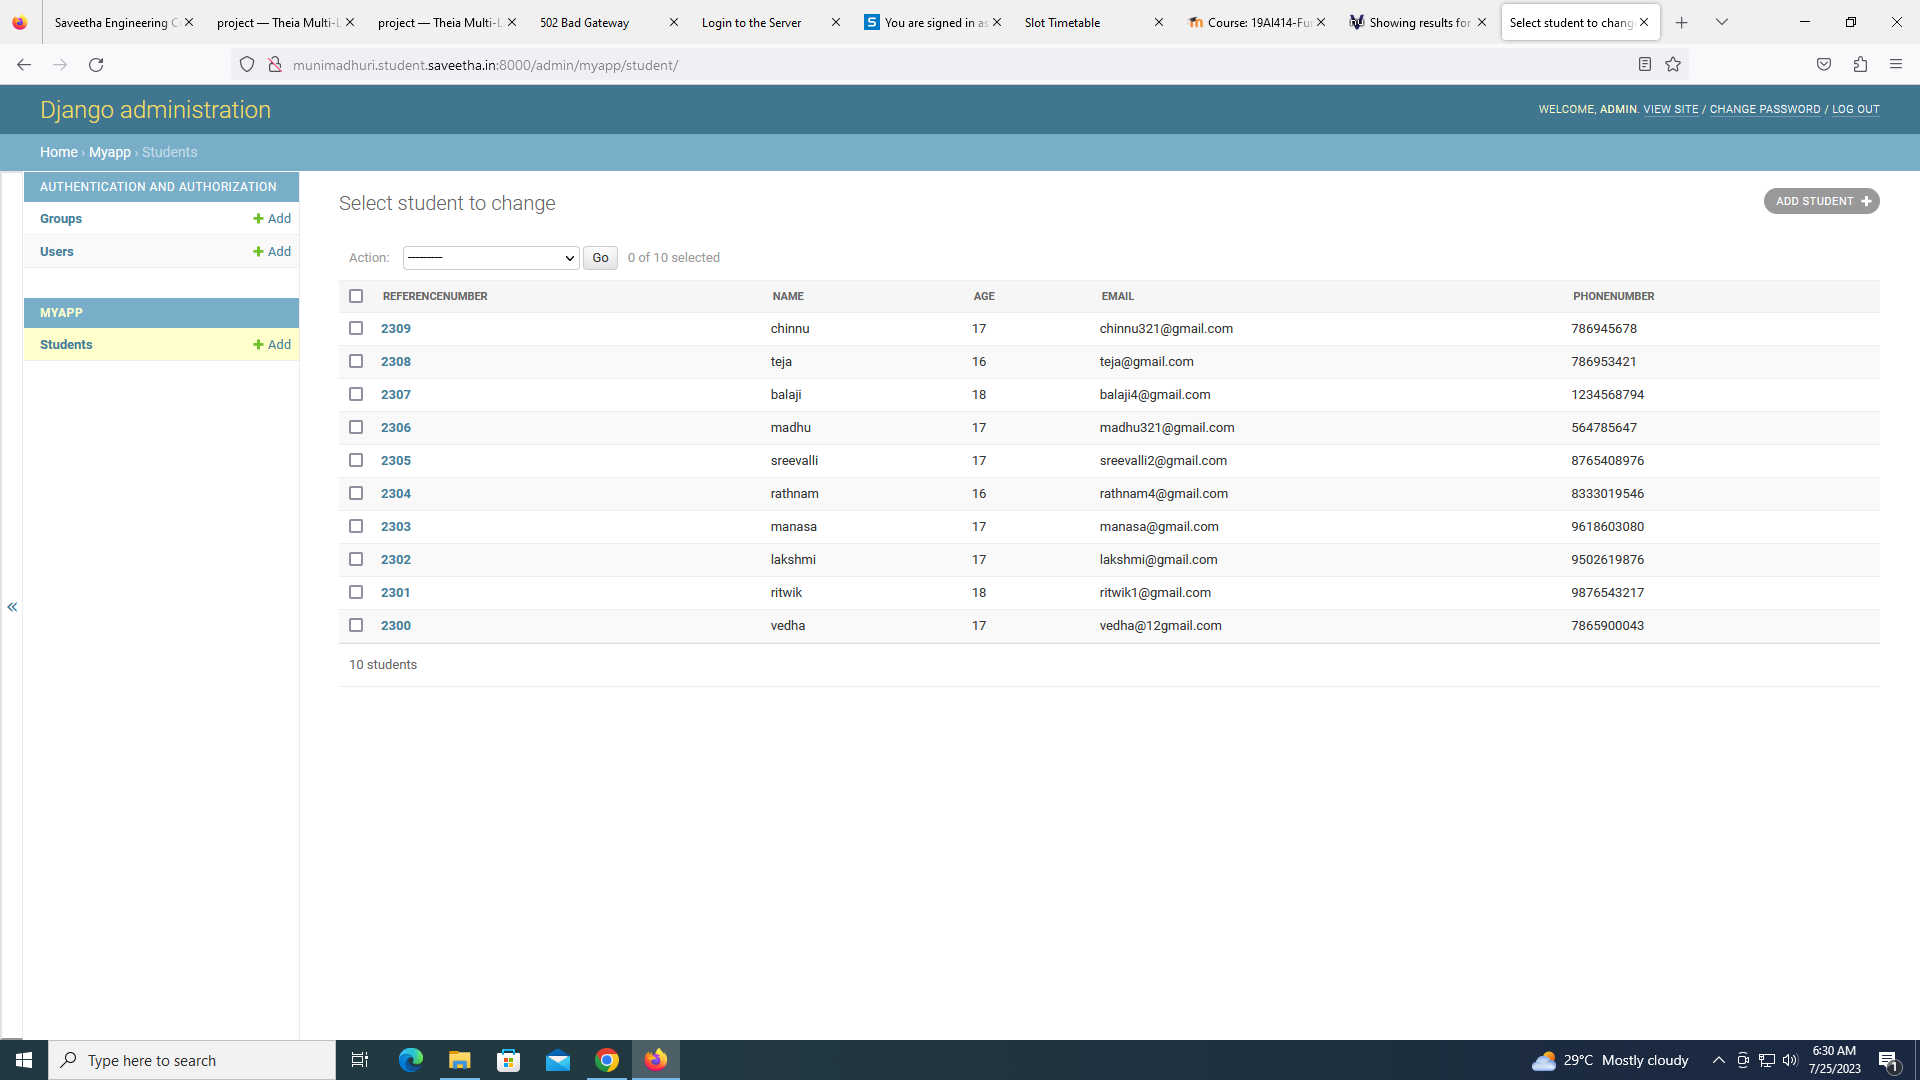 Saveetha Engineering C
project — Theia Multi-L
project — Theia Multi-L
502 Bad Gateway
Login to the Server
You are signed in as
Slot Timetable
Course: 19AI414-Fun
Showing results for
Select student to chang
munimadhuri.student.saveetha.in:8000/admin/myapp/student/
Django administration
WELCOME, ADMIN. VIEW SITE / CHANGE PASSWORD / LOG OUT
Home › Myapp › Students
AUTHENTICATION AND AUTHORIZATION
Groups + Add
Users + Add
MYAPP
Students + Add
«
Select student to change
ADD STUDENT +
Action: --------- Go 0 of 10 selected
REFERENCENUMBER NAME AGE EMAIL PHONENUMBER
2309 chinnu 17 chinnu321@gmail.com 786945678
2308 teja 16 teja@gmail.com 786953421
2307 balaji 18 balaji4@gmail.com 1234568794
2306 madhu 17 madhu321@gmail.com 564785647
2305 sreevalli 17 sreevalli2@gmail.com 8765408976
2304 rathnam 16 rathnam4@gmail.com 8333019546
2303 manasa 17 manasa@gmail.com 9618603080
2302 lakshmi 17 lakshmi@gmail.com 9502619876
2301 ritwik 18 ritwik1@gmail.com 9876543217
2300 vedha 17 vedha@12gmail.com 7865900043
10 students
Type here to search
29°C Mostly cloudy
6:30 AM
7/25/2023
1